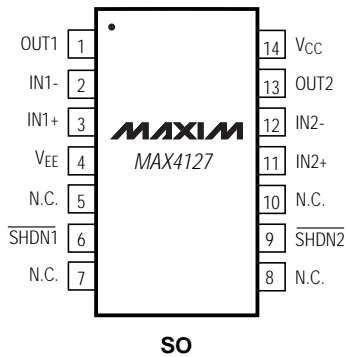 OUT1 1 14 VCC
IN1- 2 13 OUT2
IN1+ 3 12 IN2-
VEE 4 11 IN2+
N.C. 5 10 N.C.
SHDN1 6 9 SHDN2
N.C. 7 8 N.C.
MAXIM
MAX4127
SO